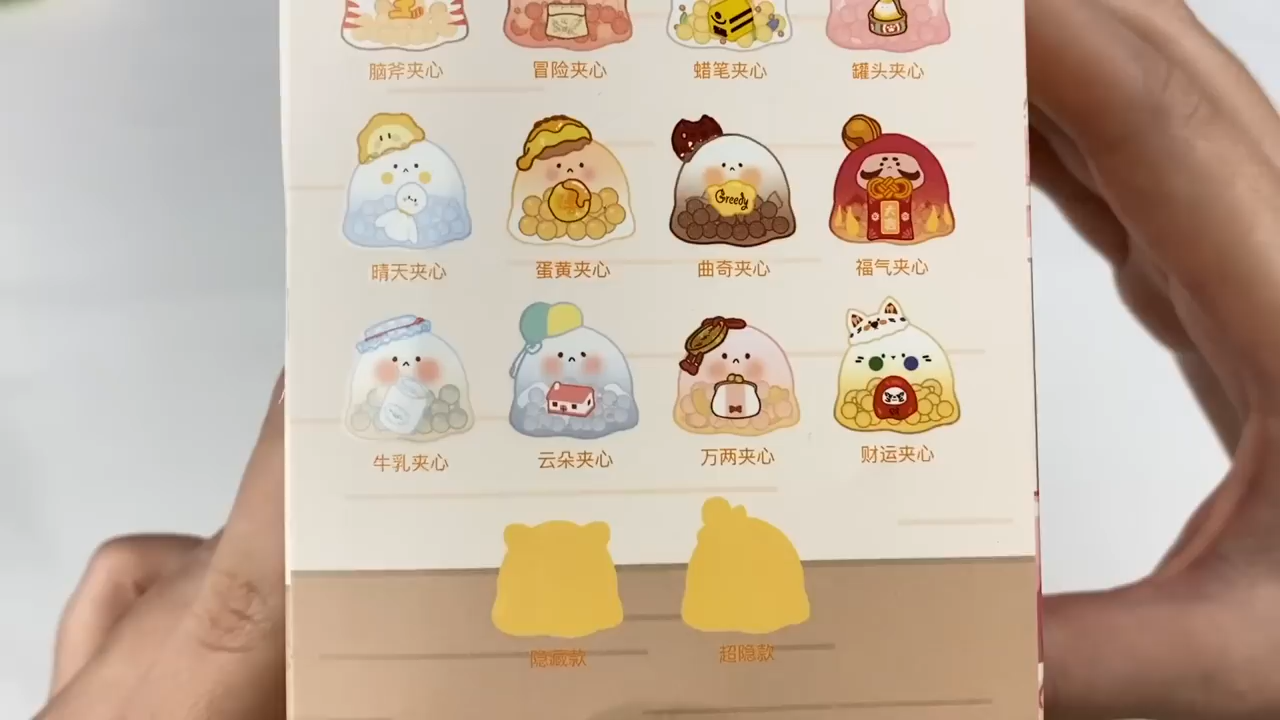 脑斧夹心 冒险夹心 蜡笔夹心 罐头夹心
Greedy
大吉
晴天夹心 蛋黄夹心 曲奇夹心 福气夹心
牛乳夹心 云朵夹心 万两夹心 财运夹心
隐藏款 超隐款